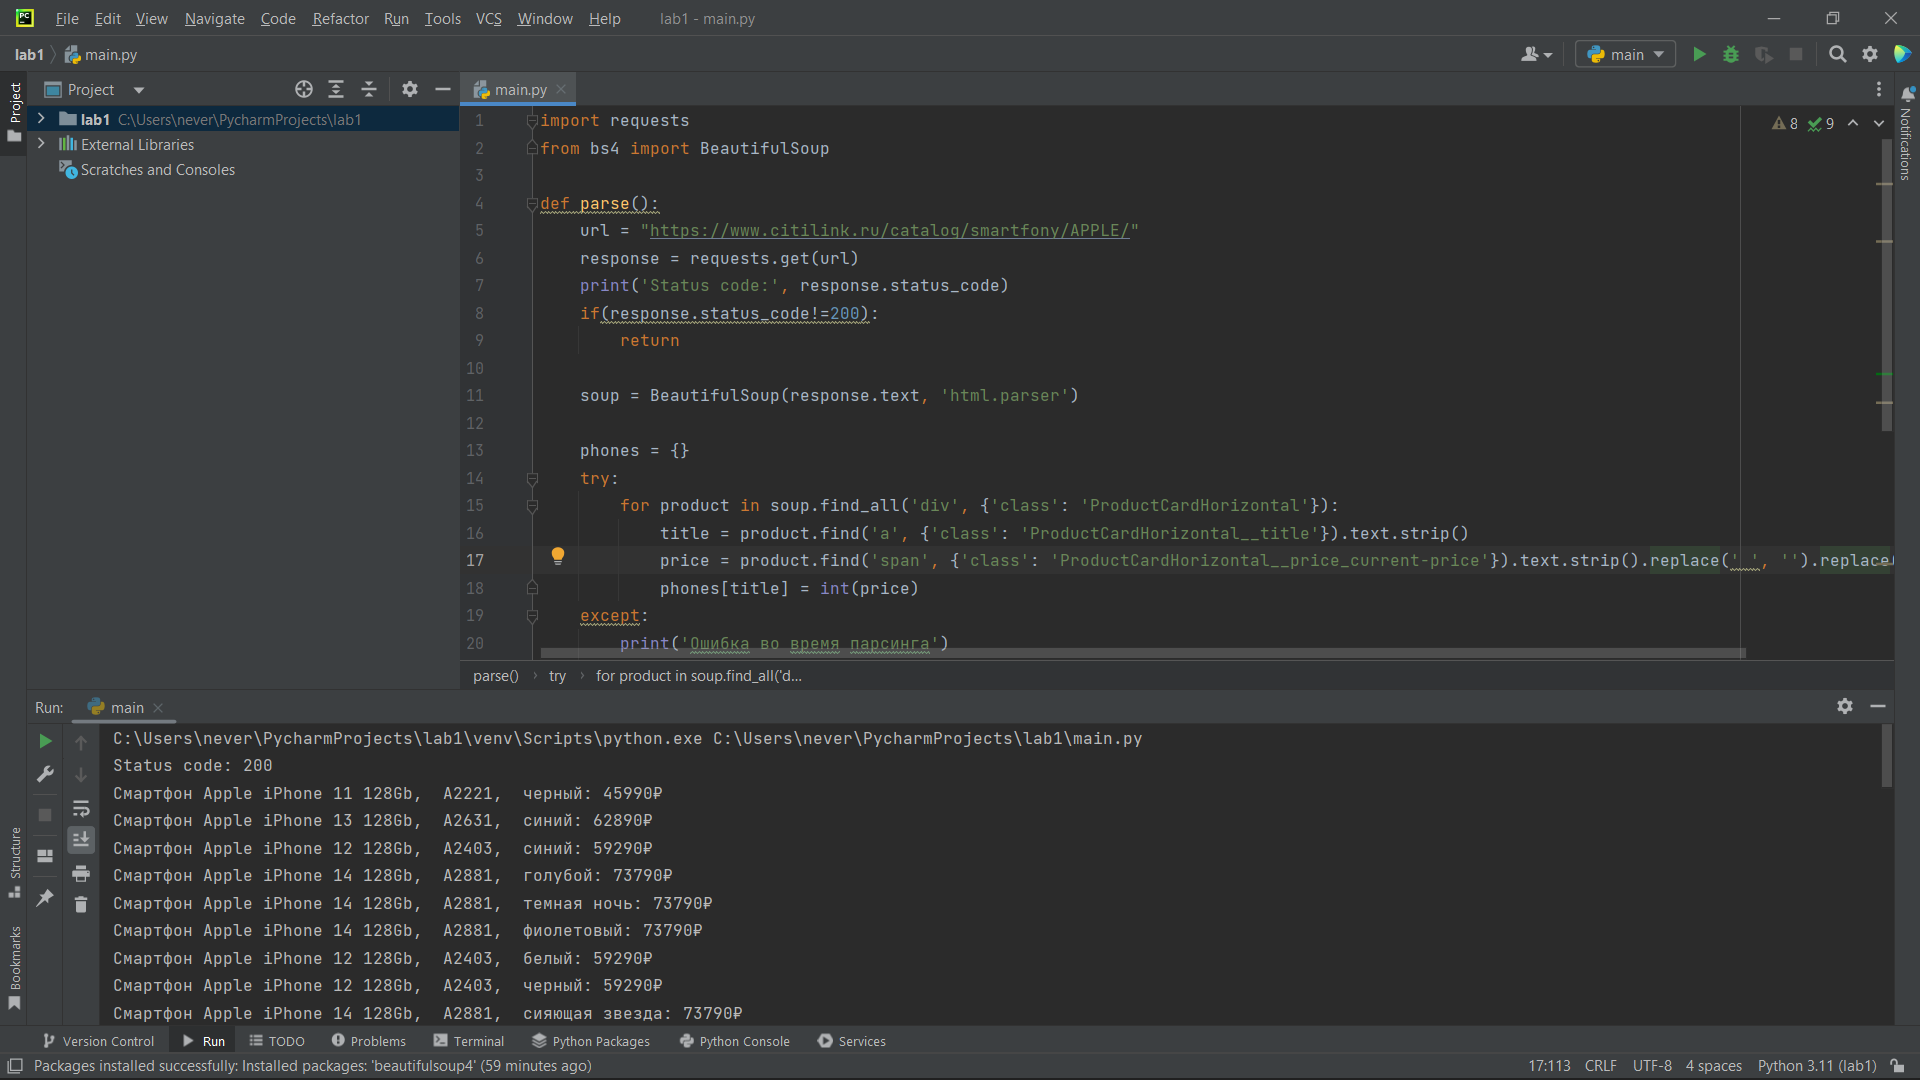 File Edit View Navigate Code Refactor Run Tools VCS Window Help lab1 - main.py
lab1 main.py main
Project
Project main.py
lab1 C:\Users\never\PycharmProjects\lab1
External Libraries
Scratches and Consoles
8 9
Notifications
1 import requests
2 from bs4 import BeautifulSoup
3
4 def parse():
5 url = "https://www.citilink.ru/catalog/smartfony/APPLE/"
6 response = requests.get(url)
7 print('Status code:', response.status_code)
8 if(response.status_code!=200):
9 return
10
11 soup = BeautifulSoup(response.text, 'html.parser')
12
13 phones = {}
14 try:
15 for product in soup.find_all('div', {'class': 'ProductCardHorizontal'}):
16 title = product.find('a', {'class': 'ProductCardHorizontal__title'}).text.strip()
17 price = product.find('span', {'class': 'ProductCardHorizontal__price_current-price'}).text.strip().replace(' ', '').replace(
18 phones[title] = int(price)
19 except:
20 print('Ошибка во время парсинга')
parse() try for product in soup.find_all('d...
Run: main
C:\Users\never\PycharmProjects\lab1\venv\Scripts\python.exe C:\Users\never\PycharmProjects\lab1\main.py
Status code: 200
Смартфон Apple iPhone 11 128Gb, A2221, черный: 45990₽
Смартфон Apple iPhone 13 128Gb, A2631, синий: 62890₽
Смартфон Apple iPhone 12 128Gb, A2403, синий: 59290₽
Смартфон Apple iPhone 14 128Gb, A2881, голубой: 73790₽
Смартфон Apple iPhone 14 128Gb, A2881, темная ночь: 73790₽
Смартфон Apple iPhone 14 128Gb, A2881, фиолетовый: 73790₽
Смартфон Apple iPhone 12 128Gb, A2403, белый: 59290₽
Смартфон Apple iPhone 12 128Gb, A2403, черный: 59290₽
Смартфон Apple iPhone 14 128Gb, A2881, сияющая звезда: 73790₽
Structure
Bookmarks
Version Control Run TODO Problems Terminal Python Packages Python Console Services
Packages installed successfully: Installed packages: 'beautifulsoup4' (59 minutes ago) 17:113 CRLF UTF-8 4 spaces Python 3.11 (lab1)